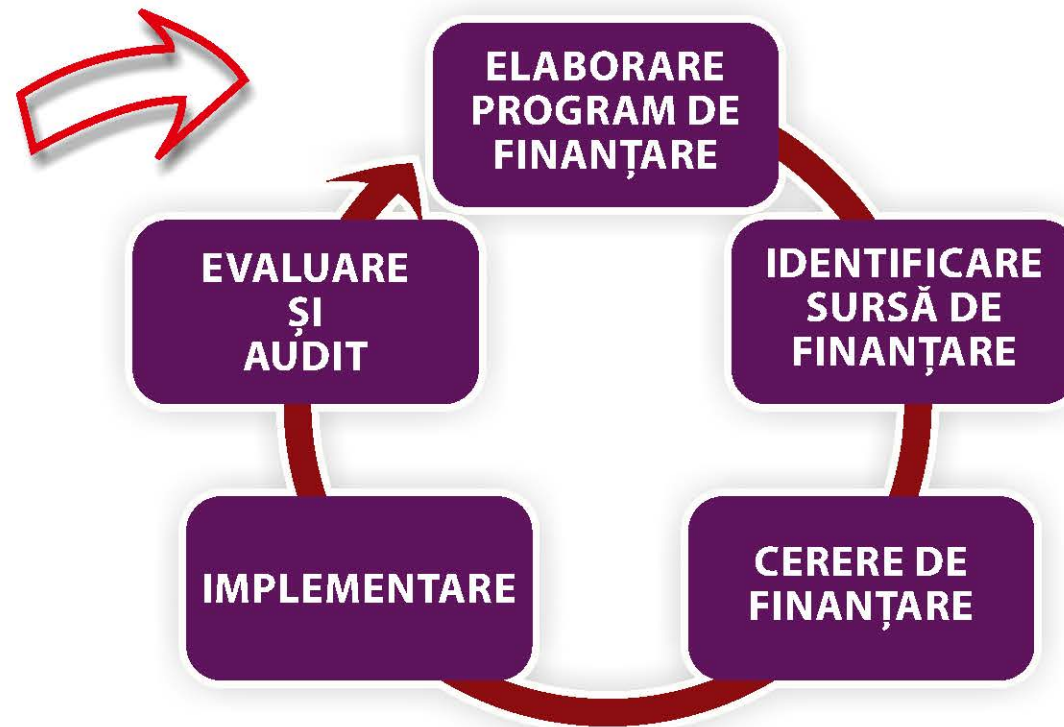 ELABORARE
PROGRAM DE
FINANȚARE
IDENTIFICARE
SURSĂ DE
FINANȚARE
CERERE DE
FINANȚARE
IMPLEMENTARE
EVALUARE
ȘI
AUDIT